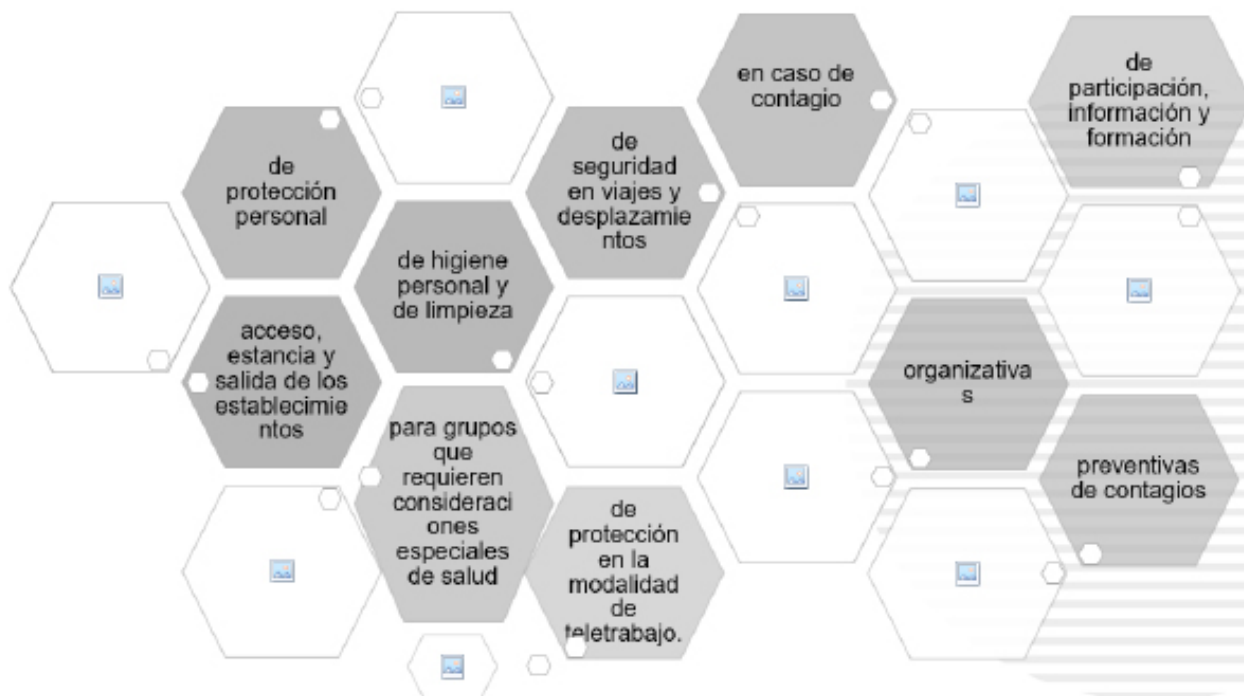 de
protección
personal
acceso,
estancia y
salida de los
establecimie
ntos
de higiene
personal y
de limpieza
para grupos
que
requieren
consideraci
ones
especiales
de salud
de
seguridad
en viajes y
desplazamie
ntos
de
protección
en la
modalidad
de
teletrabajo.
en caso de
contagio
organizativa
s
de
participación,
información y
formación
preventivas
de contagios